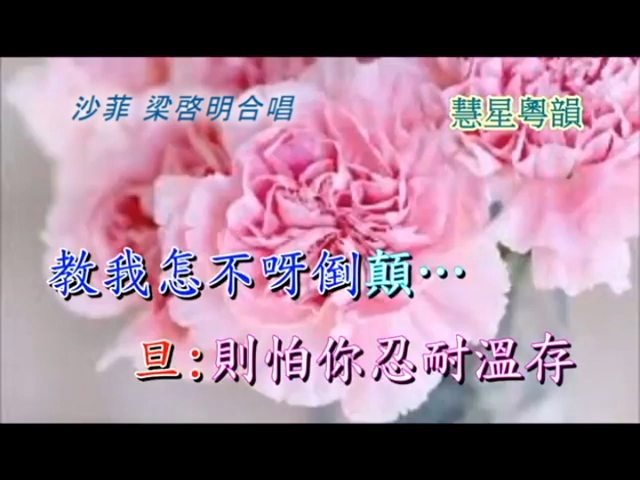 沙菲 梁啓明合唱
慧星粵韻
教我怎不呀倒顛…
旦:則怕你忍耐溫存